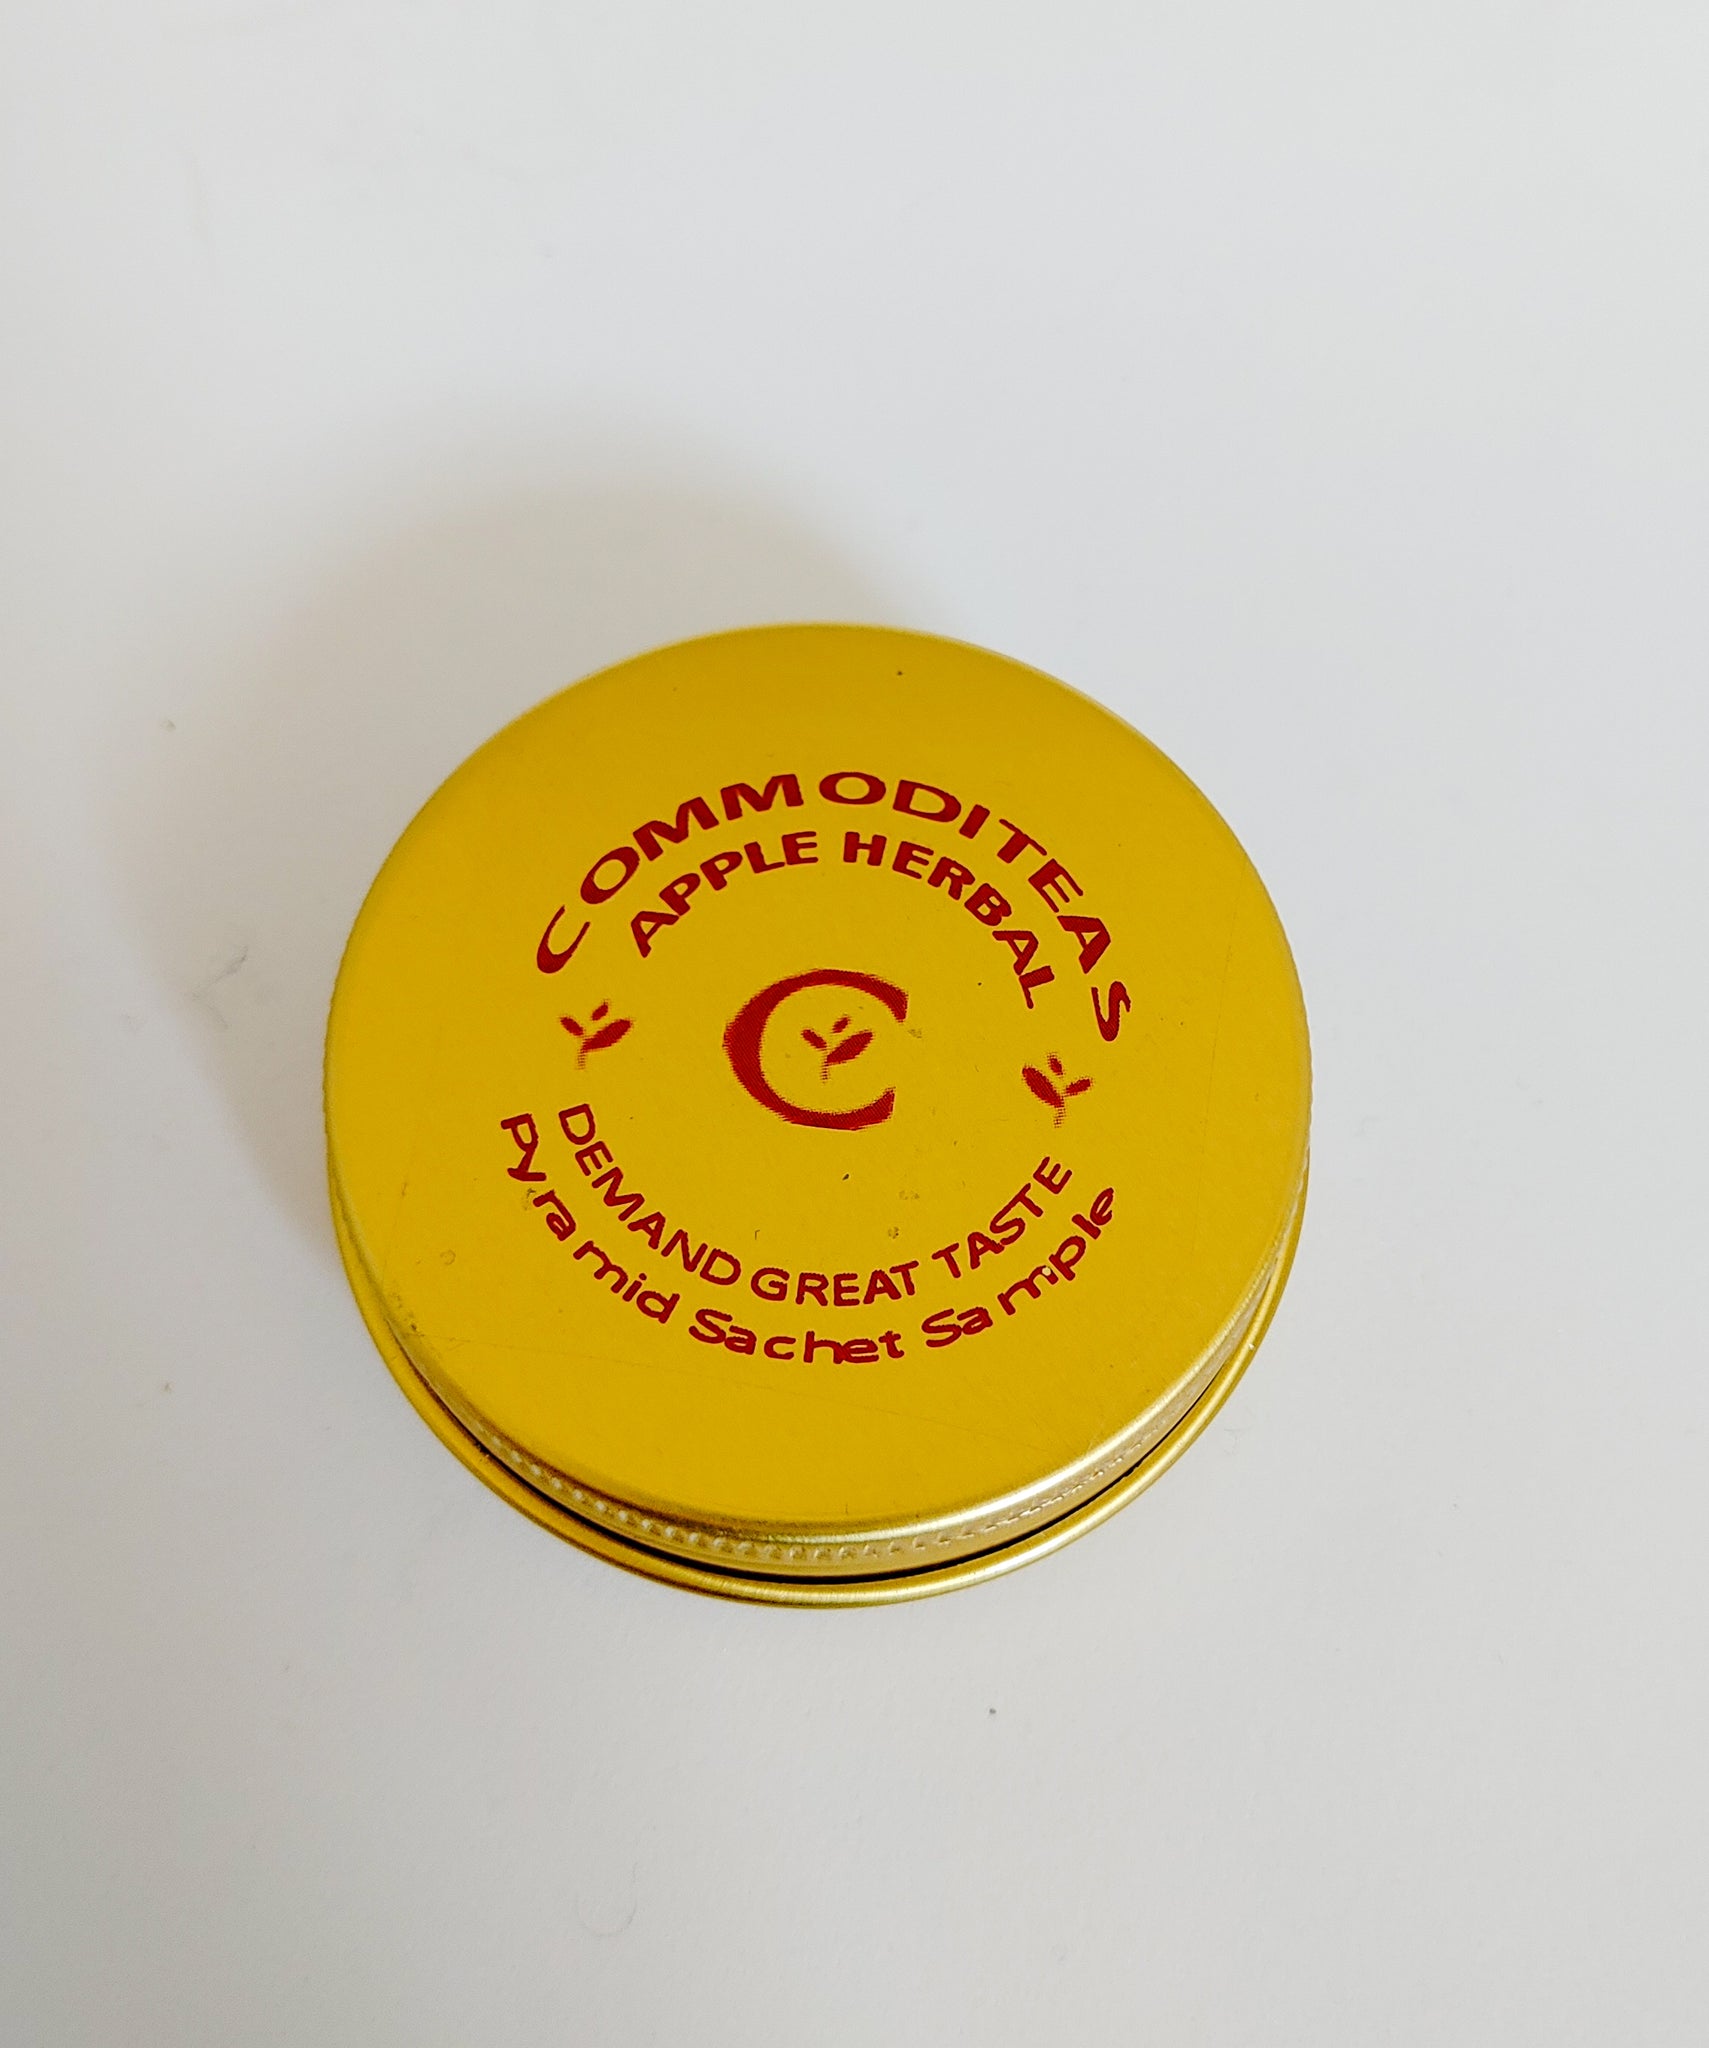 COMMODITEAS
APPLE HERBAL
C
DEMAND GREAT TASTE
Pyramid Sachet Sample